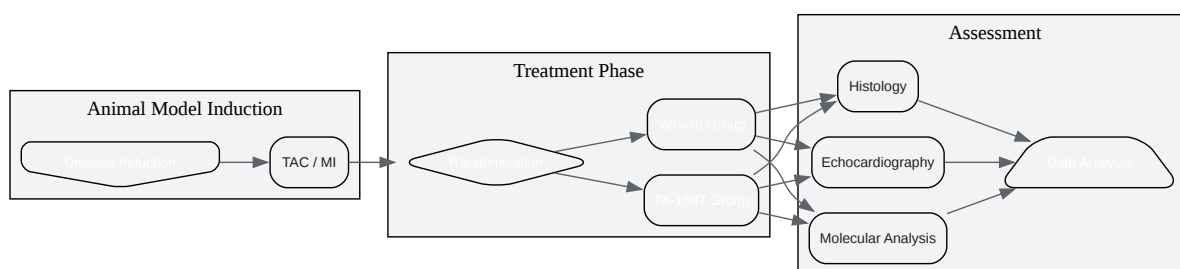 Animal Model Induction
Disease Induction
TAC / MI
Treatment Phase
Randomization
Vehicle Group
TA-1887 Group
Assessment
Histology
Echocardiography
Molecular Analysis
Data Analysis